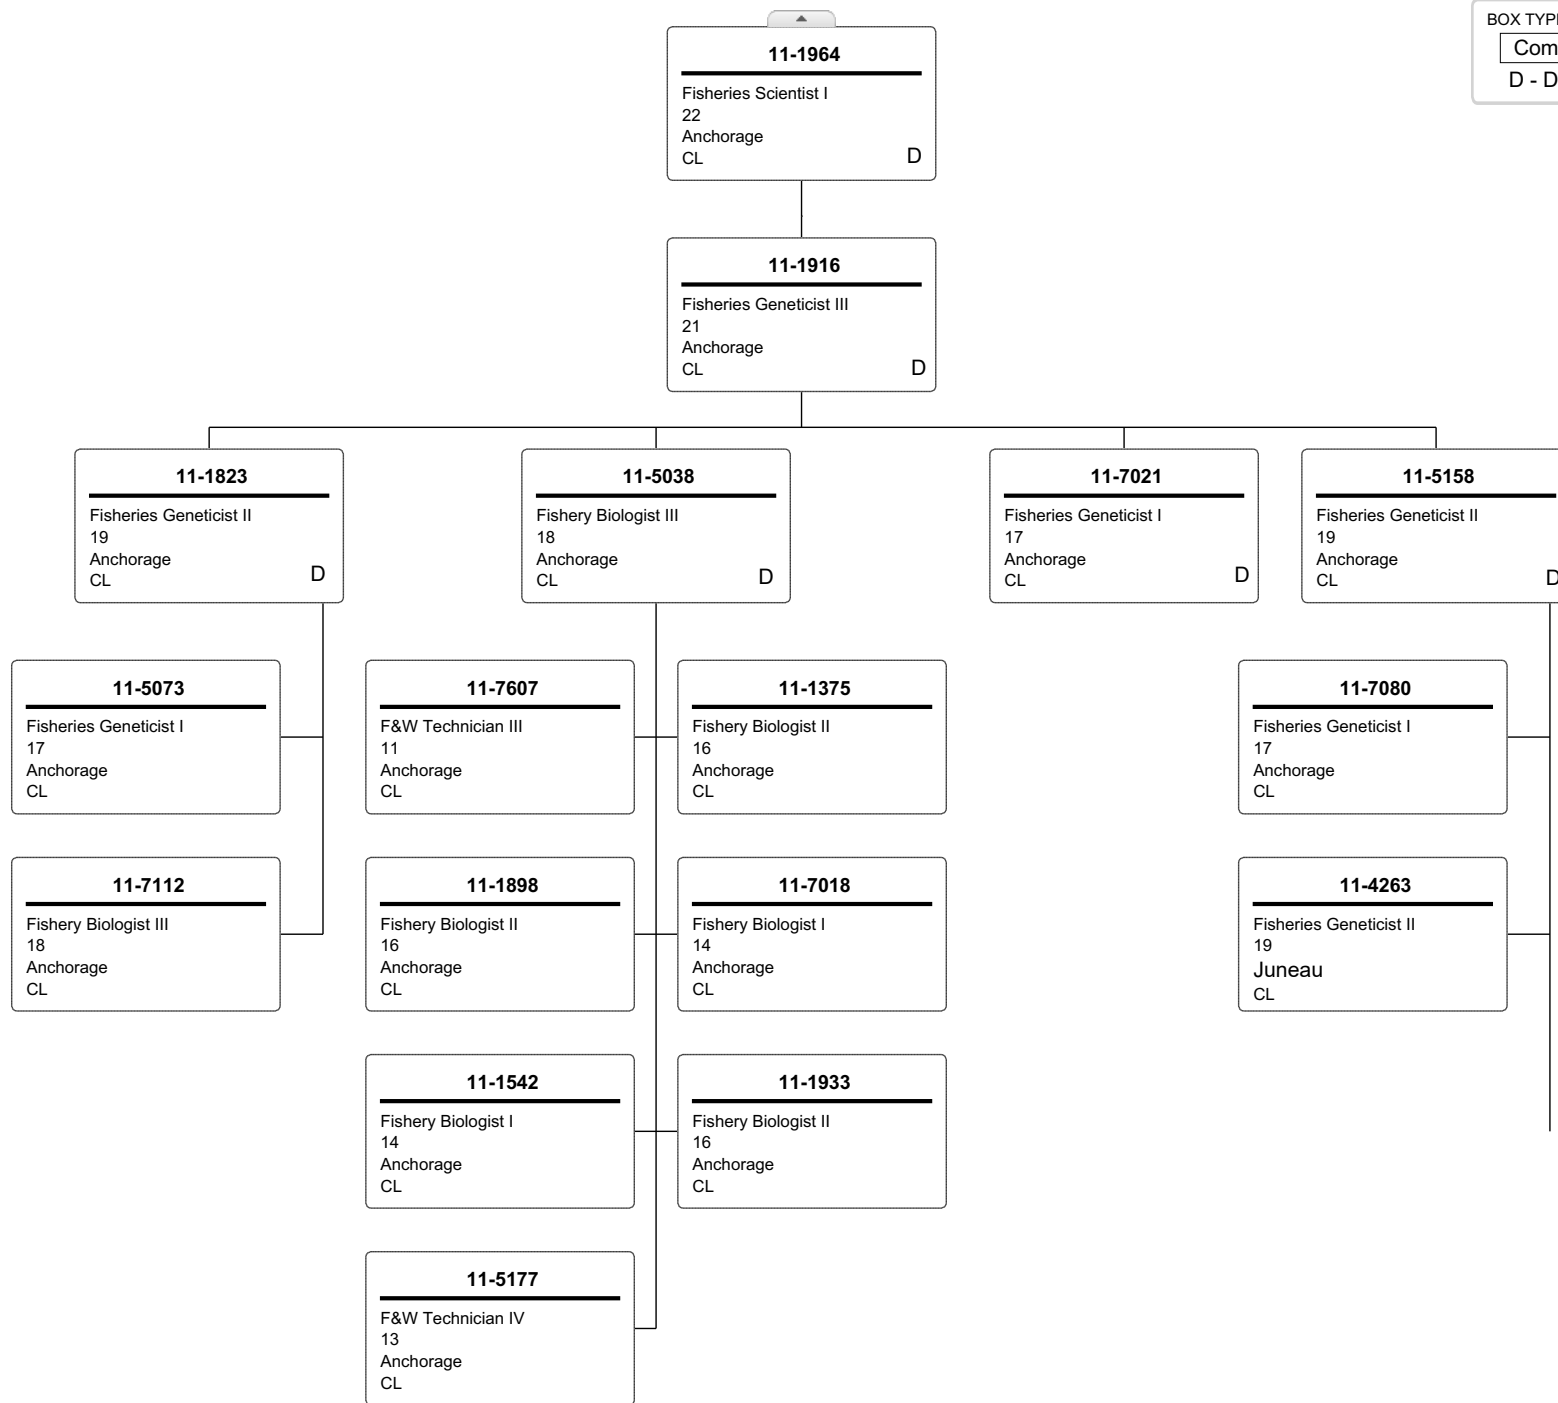 BOX TYP
Com
D - D
11-1964
Fisheries Scientist I
22
Anchorage
CL
D
11-1916
Fisheries Geneticist III
21
Anchorage
CL
D
11-1823
Fisheries Geneticist II
19
Anchorage
CL
D
11-5038
Fishery Biologist III
18
Anchorage
CL
D
11-7021
Fisheries Geneticist I
17
Anchorage
CL
D
11-5158
Fisheries Geneticist II
19
Anchorage
CL
D
11-5073
Fisheries Geneticist I
17
Anchorage
CL
11-7607
F&W Technician III
11
Anchorage
CL
11-1375
Fishery Biologist II
16
Anchorage
CL
11-7080
Fisheries Geneticist I
17
Anchorage
CL
11-7112
Fishery Biologist III
18
Anchorage
CL
11-1898
Fishery Biologist II
16
Anchorage
CL
11-7018
Fishery Biologist I
14
Anchorage
CL
11-4263
Fisheries Geneticist II
19
Juneau
CL
11-1542
Fishery Biologist I
14
Anchorage
CL
11-1933
Fishery Biologist II
16
Anchorage
CL
11-5177
F&W Technician IV
13
Anchorage
CL